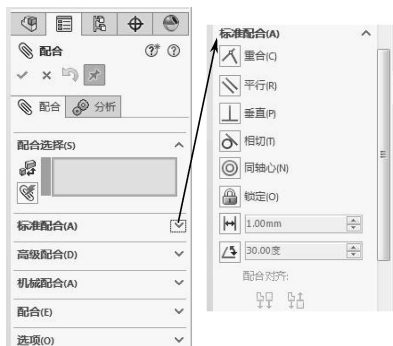 配合
配合 分析
配合选择(S)
标准配合(A)
高级配合(D)
机械配合(A)
配合(E)
选项(O)
标准配合(A)
重合(C)
平行(R)
垂直(P)
相切(T)
同轴心(N)
锁定(O)
1.00mm
30.00度
配合对齐: